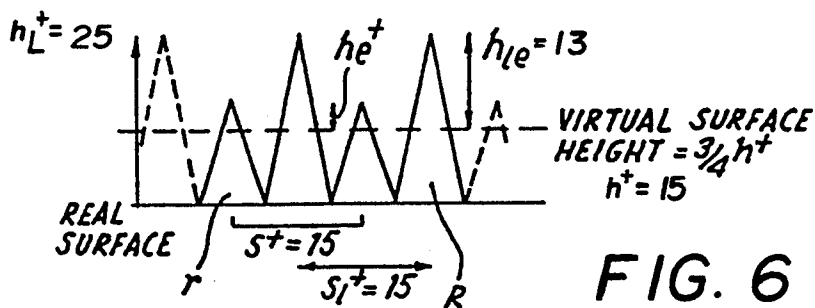 h_L^+ = 25
he^+
h_le = 13
VIRTUAL SURFACE
HEIGHT = 3/4 h^+
h^+ = 15
REAL
SURFACE
s^+ = 15
r
s_l^+ = 15
R
FIG. 6